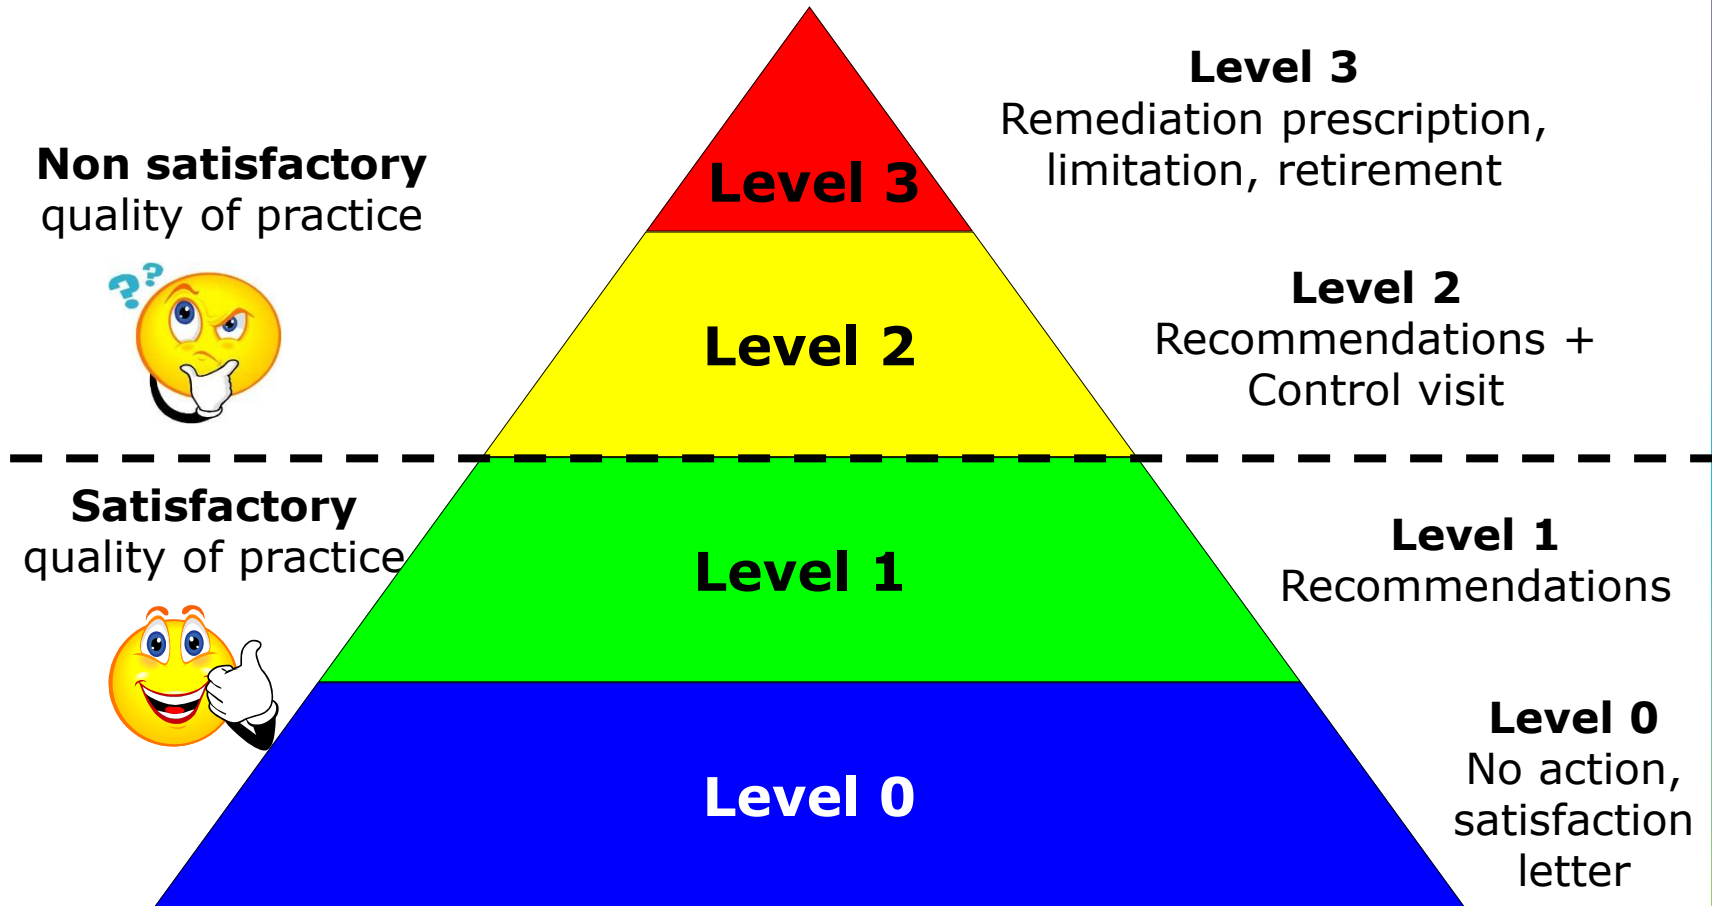 Non satisfactory
quality of practice
? ?
Satisfactory
quality of practice
Level 3
Level 2
Level 1
Level 0
Level 3
Remediation prescription,
limitation, retirement
Level 2
Recommendations +
Control visit
Level 1
Recommendations
Level 0
No action,
satisfaction
letter